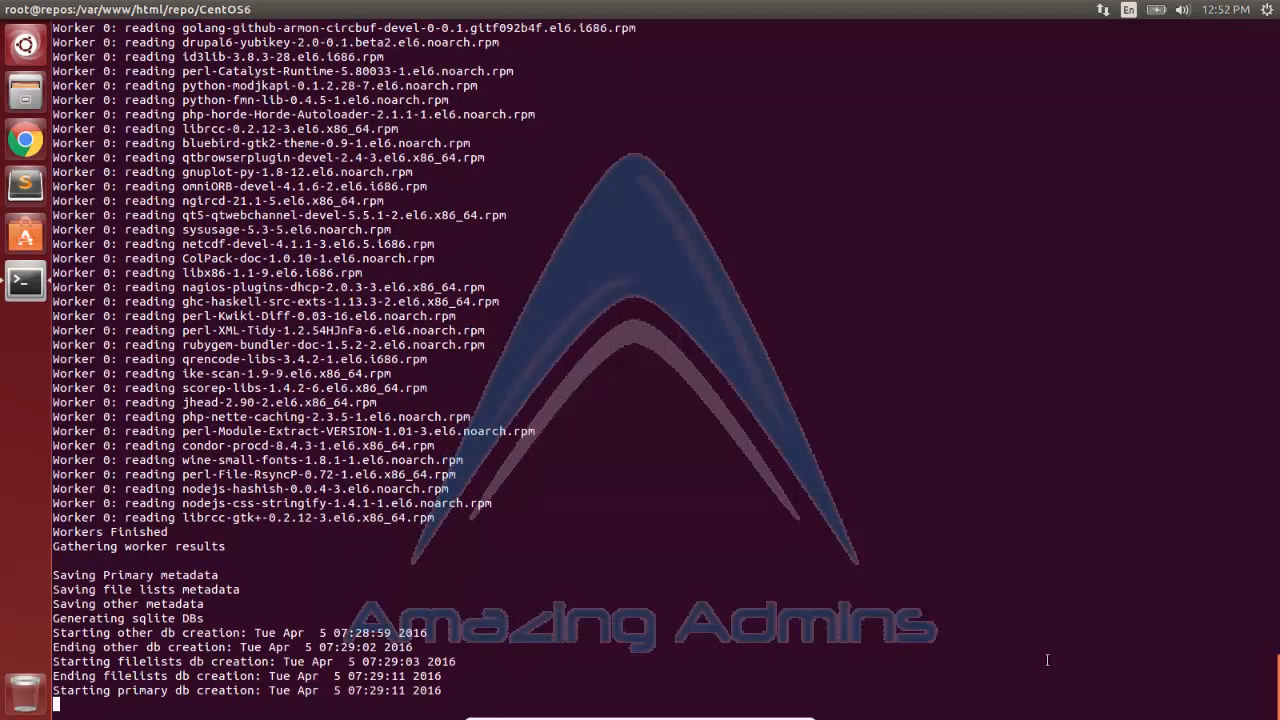 root@repos:/var/www/html/repo/CentOS6
En
12:52 PM
Worker 0: reading golang-github-armon-circbuf-devel-0-0.1.gitf092b4f.el6.i686.rpm
Worker 0: reading drupal6-yubikey-2.0-0.1.beta2.el6.noarch.rpm
Worker 0: reading id3lib-3.8.3-28.el6.i686.rpm
Worker 0: reading perl-Catalyst-Runtime-5.80033-1.el6.noarch.rpm
Worker 0: reading python-modjkapi-0.1.2.28-7.el6.noarch.rpm
Worker 0: reading python-fmn-lib-0.4.5-1.el6.noarch.rpm
Worker 0: reading php-horde-Horde-Autoloader-2.1.1-1.el6.noarch.rpm
Worker 0: reading librcc-0.2.12-3.el6.x86_64.rpm
Worker 0: reading bluebird-gtk2-theme-0.9-1.el6.noarch.rpm
Worker 0: reading qtbrowserplugin-devel-2.4-3.el6.x86_64.rpm
Worker 0: reading gnuplot-py-1.8-12.el6.noarch.rpm
Worker 0: reading omniORB-devel-4.1.6-2.el6.i686.rpm
Worker 0: reading ngircd-21.1-5.el6.x86_64.rpm
Worker 0: reading qt5-qtwebchannel-devel-5.5.1-2.el6.x86_64.rpm
Worker 0: reading sysusage-5.3-5.el6.noarch.rpm
Worker 0: reading netcdf-devel-4.1.1-3.el6.5.i686.rpm
Worker 0: reading ColPack-doc-1.0.10-1.el6.noarch.rpm
Worker 0: reading libx86-1.1-9.el6.i686.rpm
Worker 0: reading nagios-plugins-dhcp-2.0.3-3.el6.x86_64.rpm
Worker 0: reading ghc-haskell-src-exts-1.13.3-2.el6.x86_64.rpm
Worker 0: reading perl-Kwiki-Diff-0.03-16.el6.noarch.rpm
Worker 0: reading perl-XML-Tidy-1.2.54HJnFa-6.el6.noarch.rpm
Worker 0: reading rubygem-bundler-doc-1.5.2-2.el6.noarch.rpm
Worker 0: reading qrencode-libs-3.4.2-1.el6.i686.rpm
Worker 0: reading ike-scan-1.9-9.el6.x86_64.rpm
Worker 0: reading scorep-libs-1.4.2-6.el6.x86_64.rpm
Worker 0: reading jhead-2.90-2.el6.x86_64.rpm
Worker 0: reading php-nette-caching-2.3.5-1.el6.noarch.rpm
Worker 0: reading perl-Module-Extract-VERSION-1.01-3.el6.noarch.rpm
Worker 0: reading condor-procd-8.4.3-1.el6.x86_64.rpm
Worker 0: reading wine-small-fonts-1.8.1-1.el6.noarch.rpm
Worker 0: reading perl-File-RsyncP-0.72-1.el6.x86_64.rpm
Worker 0: reading nodejs-hashish-0.0.4-3.el6.noarch.rpm
Worker 0: reading nodejs-css-stringify-1.4.1-1.el6.noarch.rpm
Worker 0: reading librcc-gtk+-0.2.12-3.el6.x86_64.rpm
Workers Finished
Gathering worker results
Saving Primary metadata
Saving file lists metadata
Saving other metadata
Generating sqlite DBs
Starting other db creation: Tue Apr  5 07:28:59 2016
Ending other db creation: Tue Apr  5 07:29:02 2016
Starting filelists db creation: Tue Apr  5 07:29:03 2016
Ending filelists db creation: Tue Apr  5 07:29:11 2016
Starting primary db creation: Tue Apr  5 07:29:11 2016
Amazing Admins